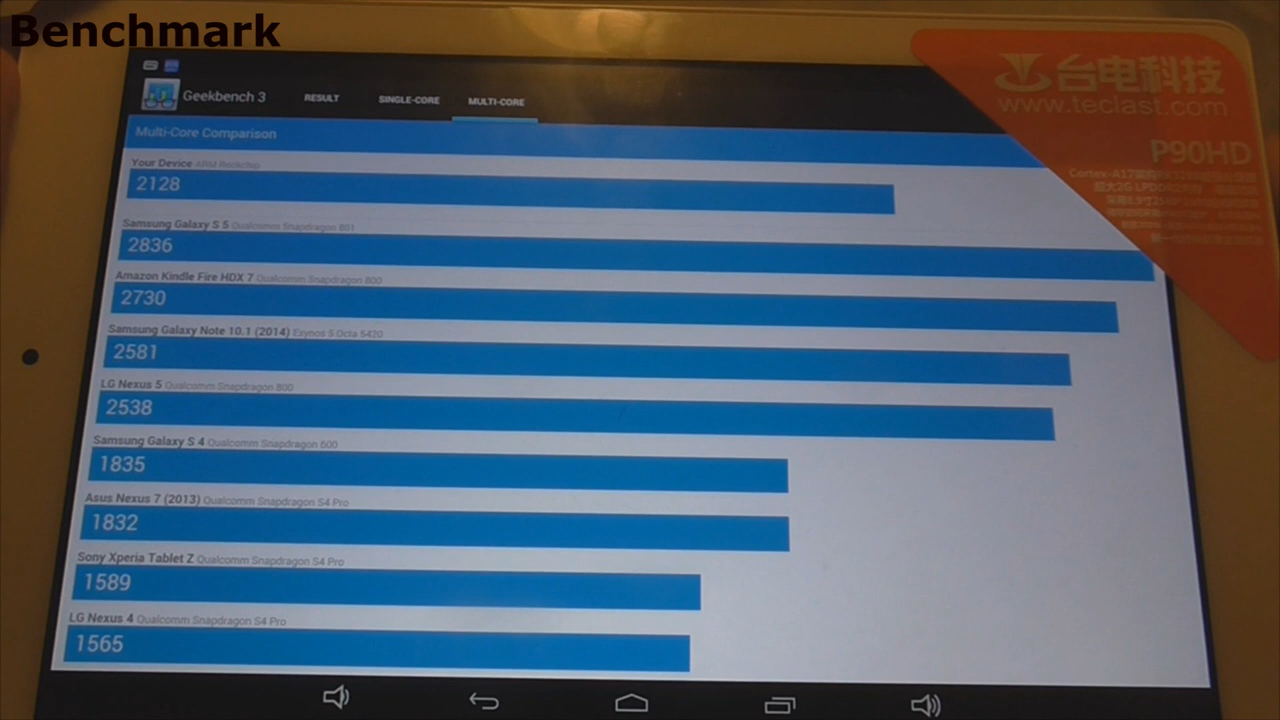 Benchmark
Geekbench 3
RESULT
SINGLE-CORE
MULTI-CORE
Multi-Core Comparison
Your Device ARM Rockchip
2128
Samsung Galaxy S 5 Qualcomm Snapdragon 801
2836
Amazon Kindle Fire HDX 7 Qualcomm Snapdragon 800
2730
Samsung Galaxy Note 10.1 (2014) Exynos 5 Octa 5420
2581
LG Nexus 5 Qualcomm Snapdragon 800
2538
Samsung Galaxy S 4 Qualcomm Snapdragon 600
1835
Asus Nexus 7 (2013) Qualcomm Snapdragon S4 Pro
1832
Sony Xperia Tablet Z Qualcomm Snapdragon S4 Pro
1589
LG Nexus 4 Qualcomm Snapdragon S4 Pro
1565
台电科技
www.teclast.com
P90HD
Cortex-A17